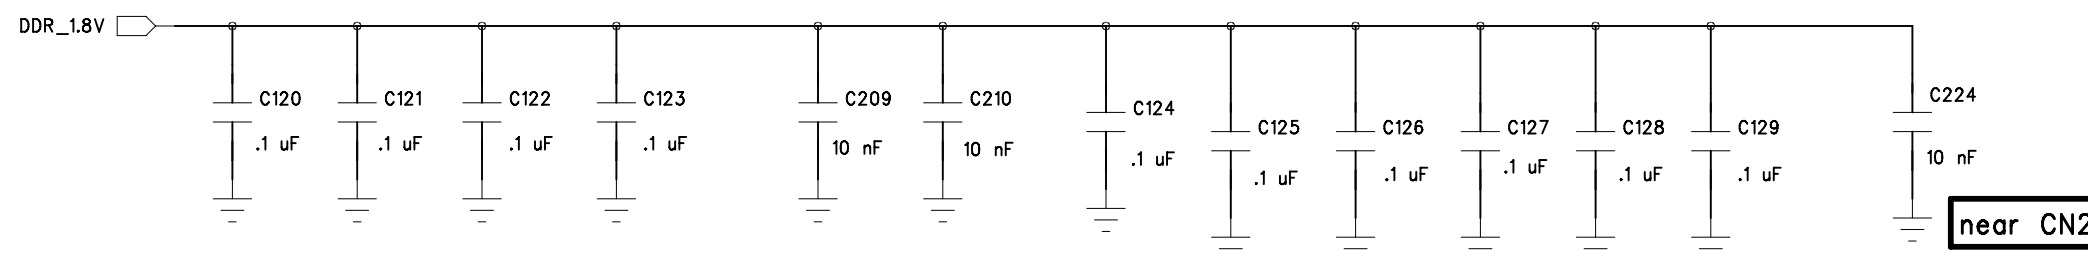 DDR_1.8V
C120 C121 C122 C123 C209 C210 C124 C125 C126 C127 C128 C129 C224
.1 uF .1 uF .1 uF .1 uF 10 nF 10 nF .1 uF .1 uF .1 uF .1 uF .1 uF .1 uF 10 nF
near CN2